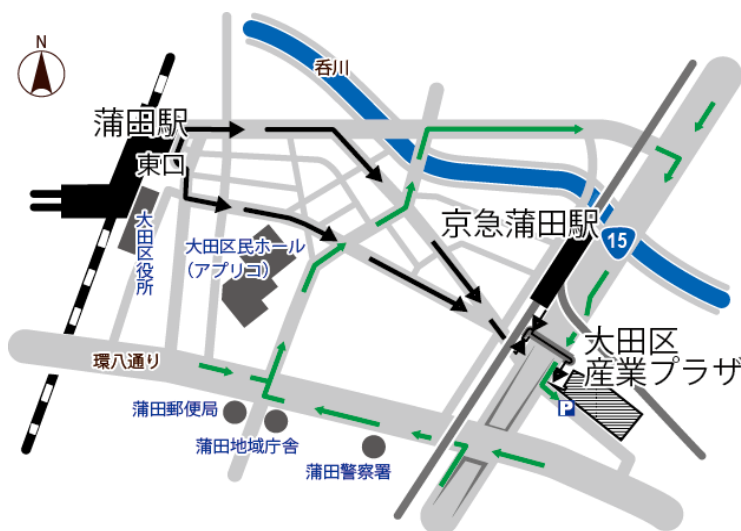 N
呑川
蒲田駅
東口
大田区役所
大田区民ホール
（アプリコ）
京急蒲田駅
15
大田区
産業プラザ
P
環八通り
蒲田郵便局
蒲田地域庁舎
蒲田警察署